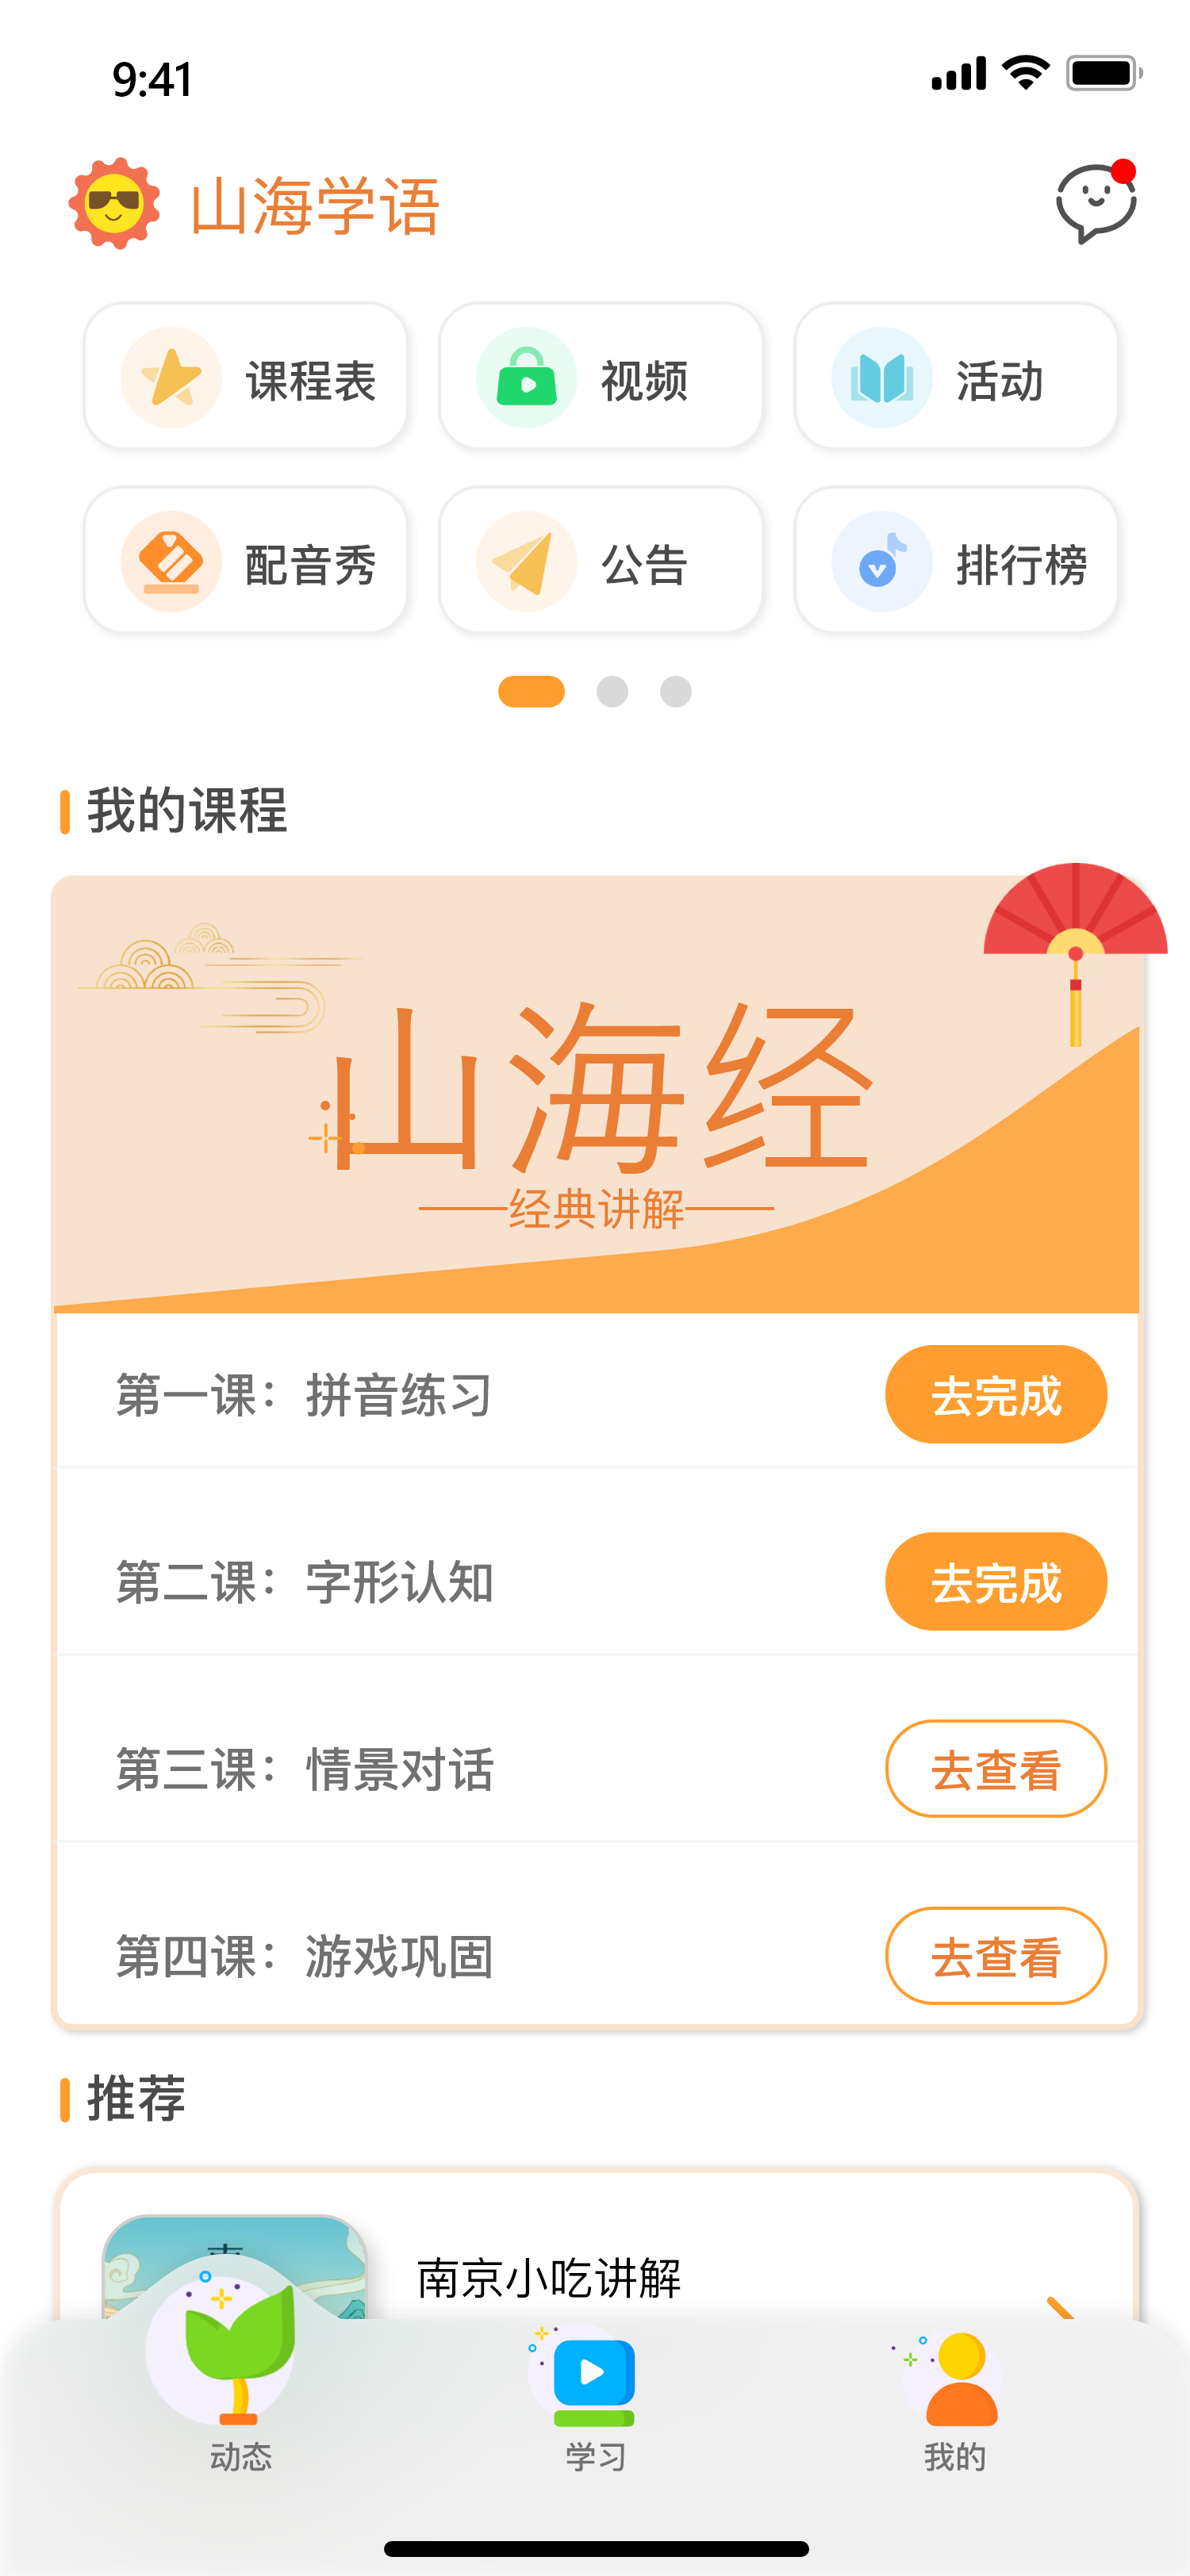 9:41
山海学语
课程表
视频
活动
配音秀
公告
排行榜
我的课程
山海经
——经典讲解——
第一课：拼音练习
去完成
第二课：字形认知
去完成
第三课：情景对话
去查看
第四课：游戏巩固
去查看
推荐
南京小吃讲解
动态
学习
我的